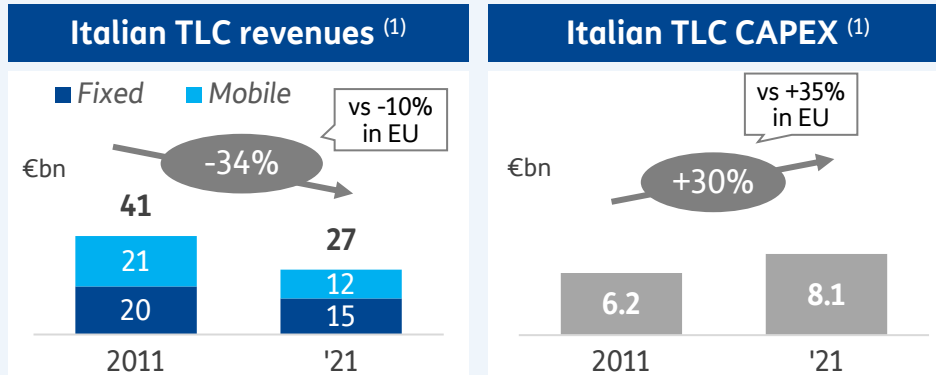 Italian TLC revenues (1)
Fixed Mobile
vs -10%
in EU
€bn
-34%
41
27
21
20
12
15
2011 '21
Italian TLC CAPEX (1)
vs +35%
in EU
€bn
+30%
6.2
8.1
2011 '21